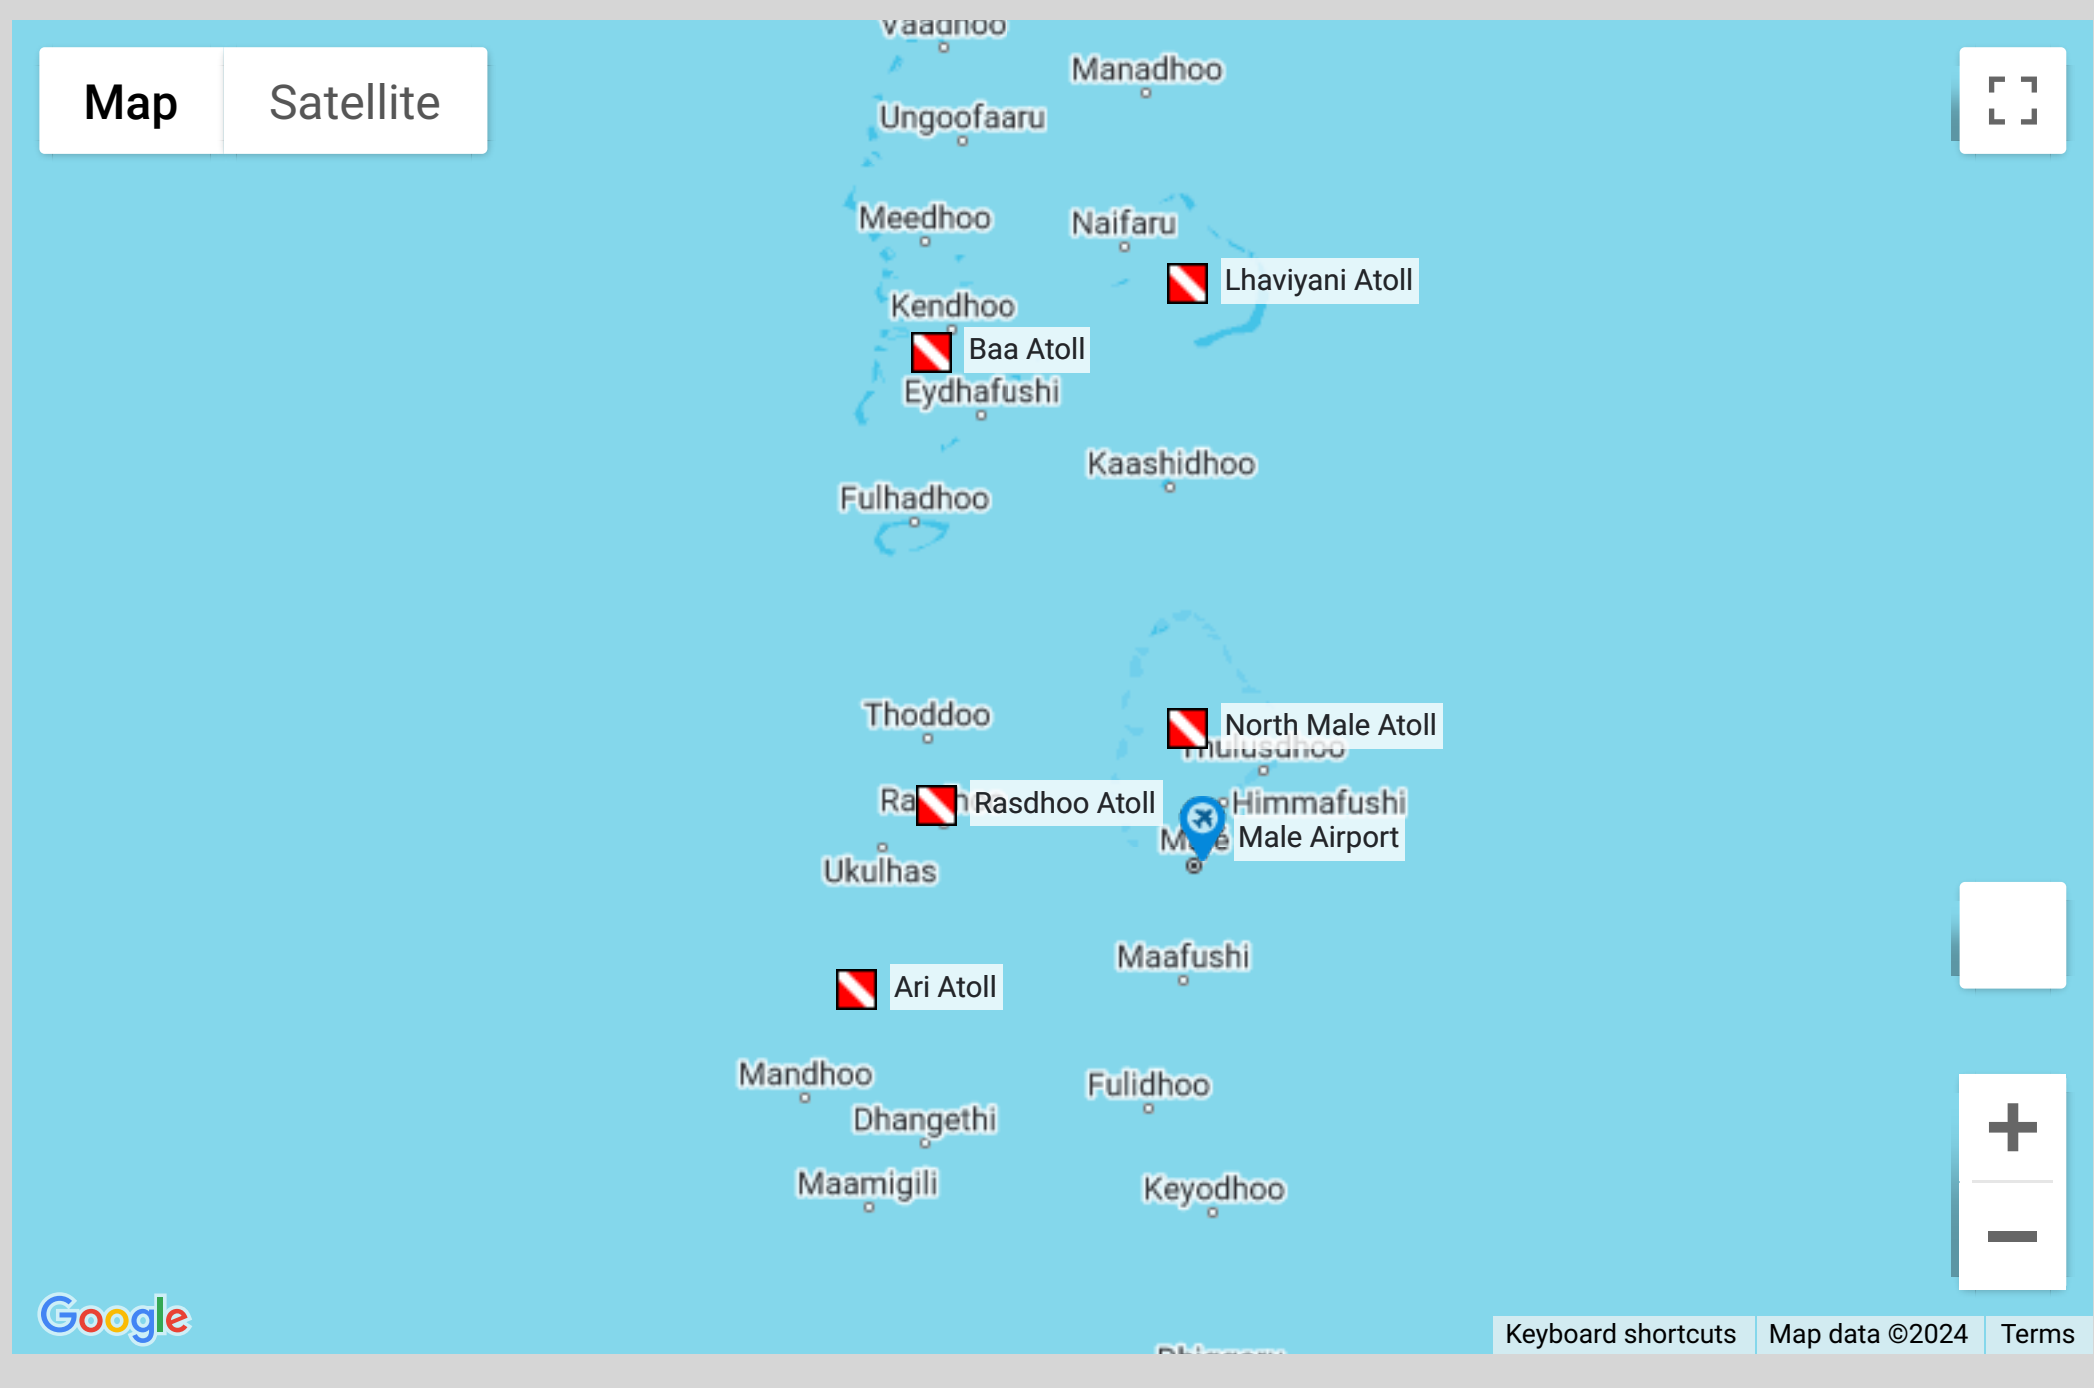 Vaadhoo
Manadhoo
Map
Satellite
Ungoofaaru
Meedhoo
Naifaru
Lhaviyani Atoll
Kendhoo
Baa Atoll
Eydhafushi
Kaashidhoo
Fulhadhoo
Thoddoo
North Male Atoll
Thulusdhoo
Rasdhoo Atoll
Himmafushi
Male Airport
Ukulhas
Maafushi
Ari Atoll
Mandhoo
Fulidhoo
Dhangethi
Maamigili
Keyodhoo
Google
Keyboard shortcuts
Map data ©2024
Terms